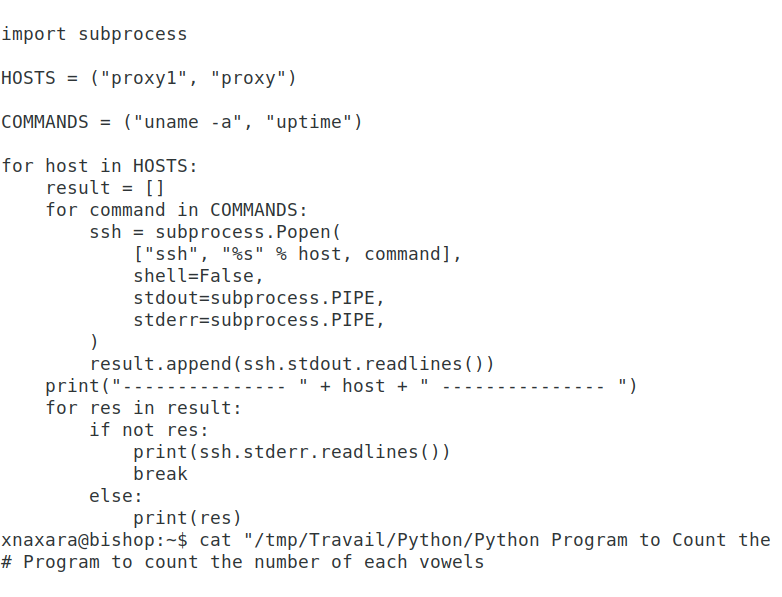 import subprocess
HOSTS = ("proxy1", "proxy")
COMMANDS = ("uname -a", "uptime")
for host in HOSTS:
    result = []
    for command in COMMANDS:
        ssh = subprocess.Popen(
            ["ssh", "%s" % host, command],
            shell=False,
            stdout=subprocess.PIPE,
            stderr=subprocess.PIPE,
        )
        result.append(ssh.stdout.readlines())
    print("--------------- " + host + " --------------- ")
    for res in result:
        if not res:
            print(ssh.stderr.readlines())
            break
        else:
            print(res)
xnaxara@bishop:~$ cat "/tmp/Travail/Python/Python Program to Count the
# Program to count the number of each vowels